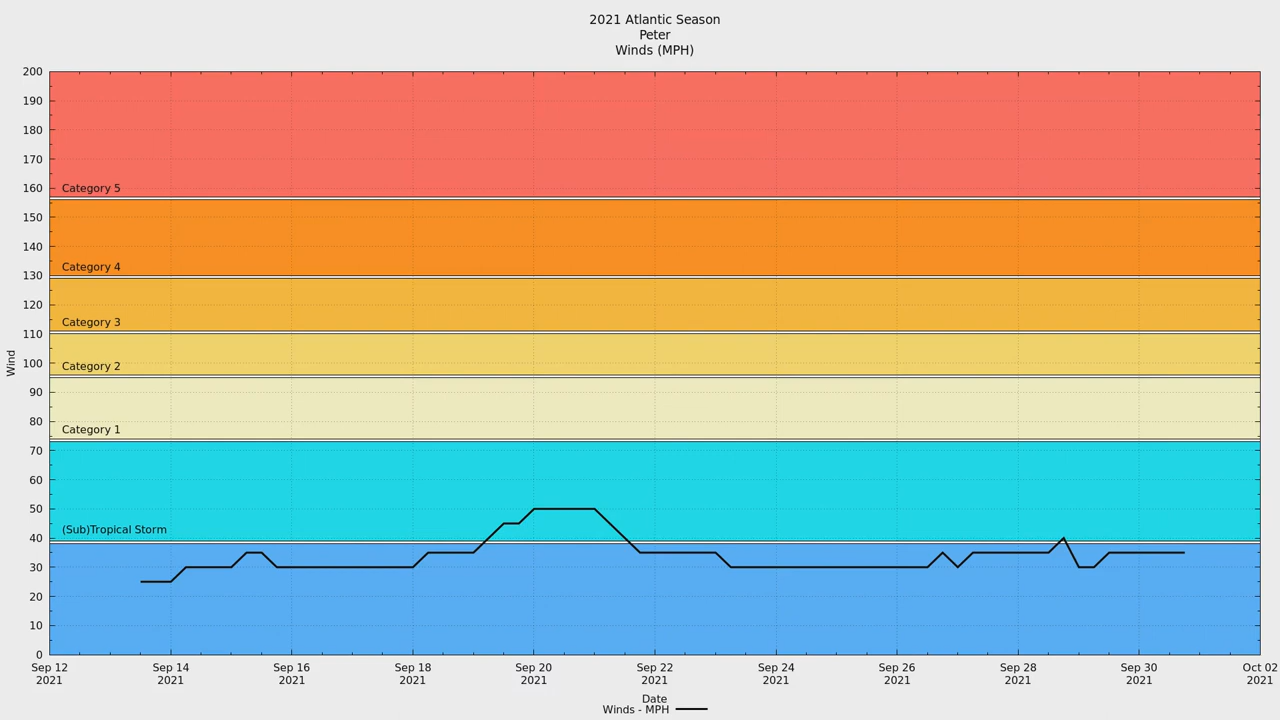 2021 Atlantic Season
Peter
Winds (MPH)
200
190
180
170
160
150
140
130
120
110
100
90
80
70
60
50
40
30
20
10
0
Wind
Category 5
Category 4
Category 3
Category 2
Category 1
(Sub)Tropical Storm
Sep 12 Sep 14 Sep 16 Sep 18 Sep 20 Sep 22 Sep 24 Sep 26 Sep 28 Sep 30 Oct 02
2021 2021 2021 2021 2021 2021 2021 2021 2021 2021 2021
Date
Winds - MPH